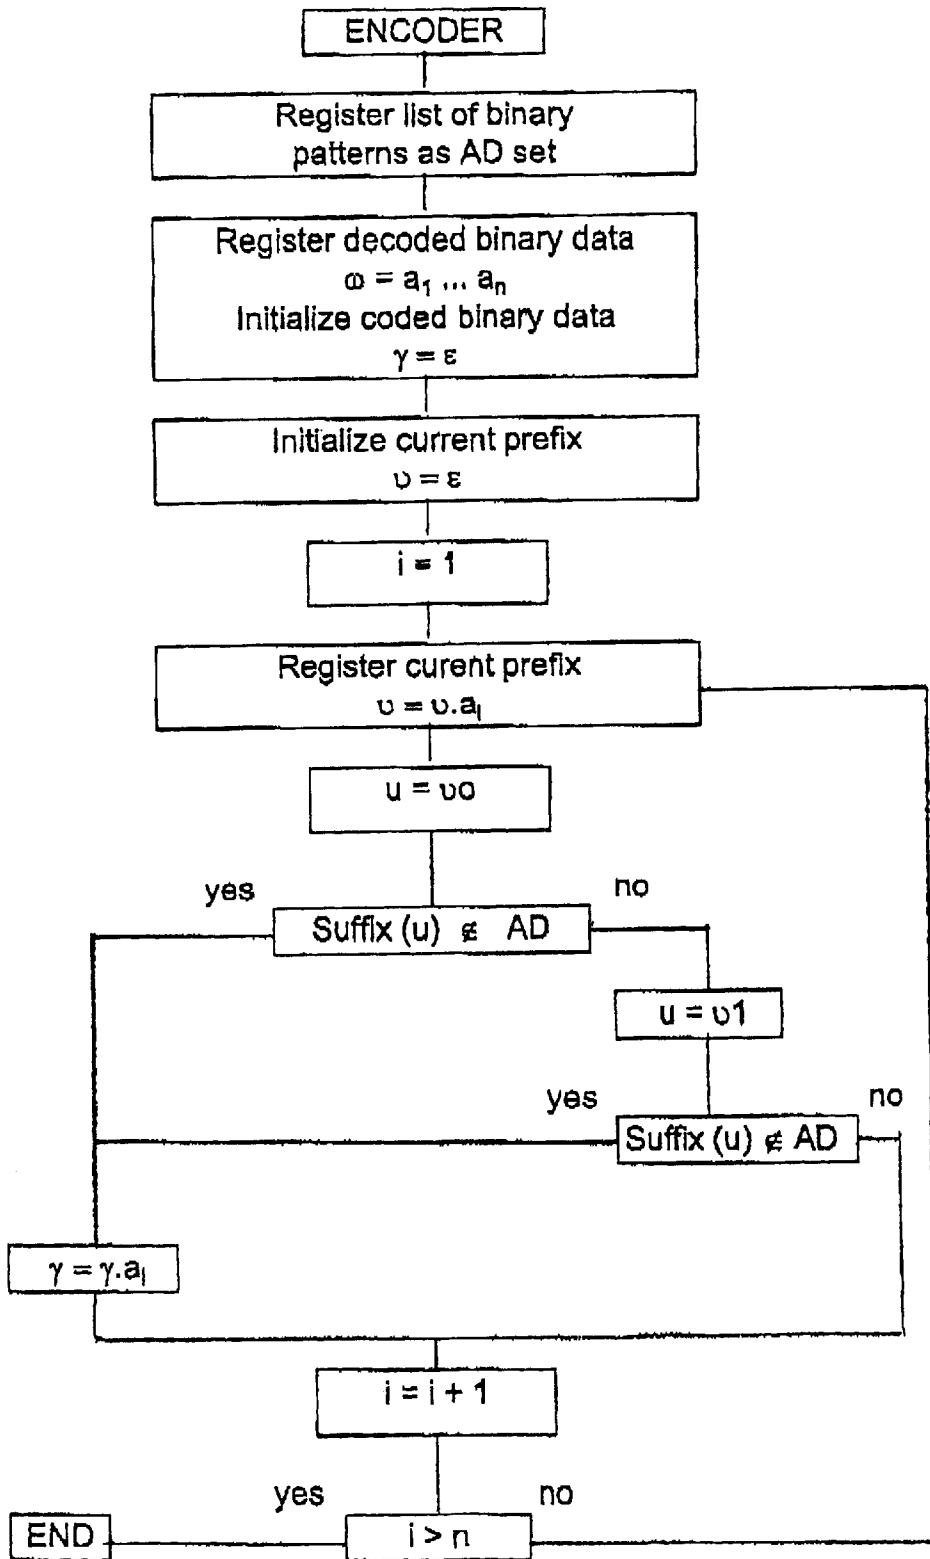 ENCODER
Register list of binary
patterns as AD set
Register decoded binary data
ω = a₁ ... aₙ
Initialize coded binary data
γ = ε
Initialize current prefix
υ = ε
i = 1
Register curent prefix
υ = υ.aᵢ
u = υo
yes
no
Suffix (u) ∉ AD
u = υ1
yes
no
Suffix (u) ∉ AD
γ = γ.aᵢ
i = i + 1
yes
no
END
i > n